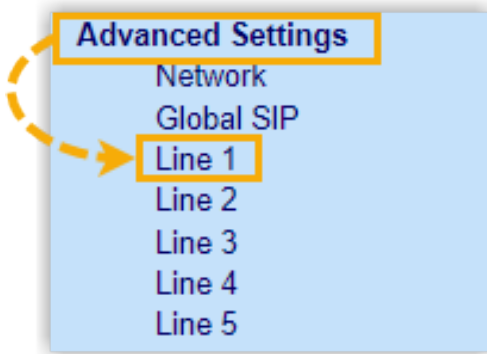 Advanced Settings
Network
Global SIP
Line 1
Line 2
Line 3
Line 4
Line 5